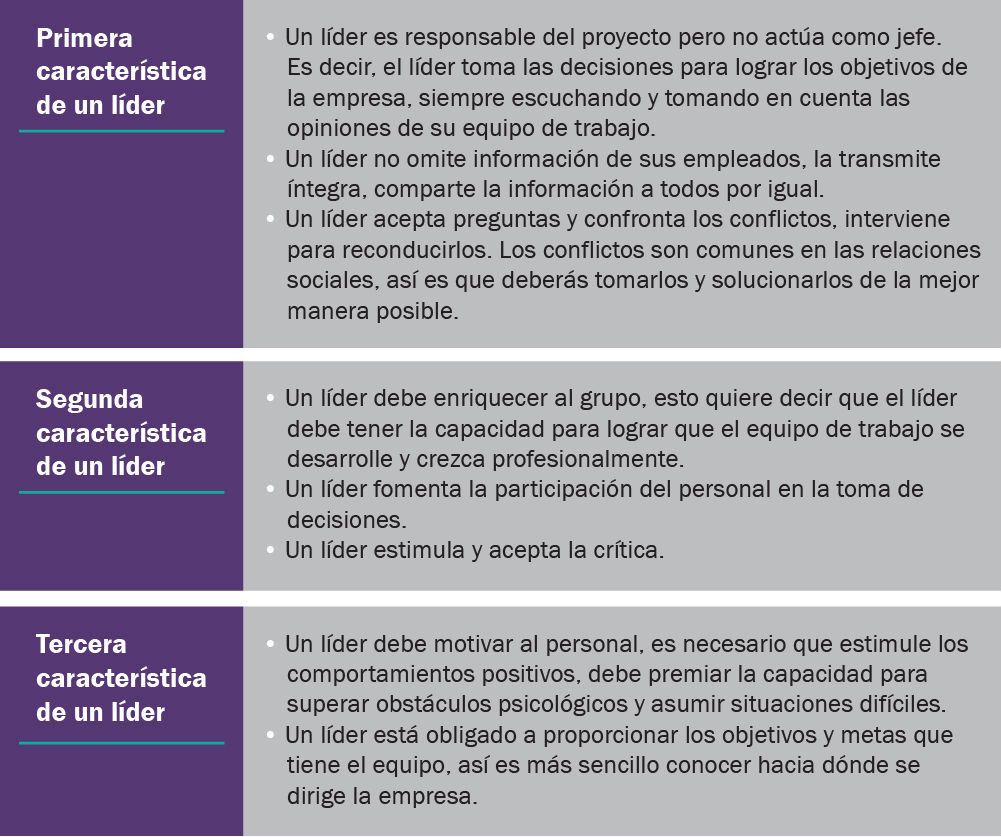 Primera
característica
de un líder
• Un líder es responsable del proyecto pero no actúa como jefe.
Es decir, el líder toma las decisiones para lograr los objetivos de
la empresa, siempre escuchando y tomando en cuenta las
opiniones de su equipo de trabajo.
• Un líder no omite información de sus empleados, la transmite
íntegra, comparte la información a todos por igual.
• Un líder acepta preguntas y confronta los conflictos, interviene
para reconducirlos. Los conflictos son comunes en las relaciones
sociales, así es que deberás tomarlos y solucionarlos de la mejor
manera posible.
Segunda
característica
de un líder
• Un líder debe enriquecer al grupo, esto quiere decir que el líder
debe tener la capacidad para lograr que el equipo de trabajo se
desarrolle y crezca profesionalmente.
• Un líder fomenta la participación del personal en la toma de
decisiones.
• Un líder estimula y acepta la crítica.
Tercera
característica
de un líder
• Un líder debe motivar al personal, es necesario que estimule los
comportamientos positivos, debe premiar la capacidad para
superar obstáculos psicológicos y asumir situaciones difíciles.
• Un líder está obligado a proporcionar los objetivos y metas que
tiene el equipo, así es más sencillo conocer hacia dónde se
dirige la empresa.